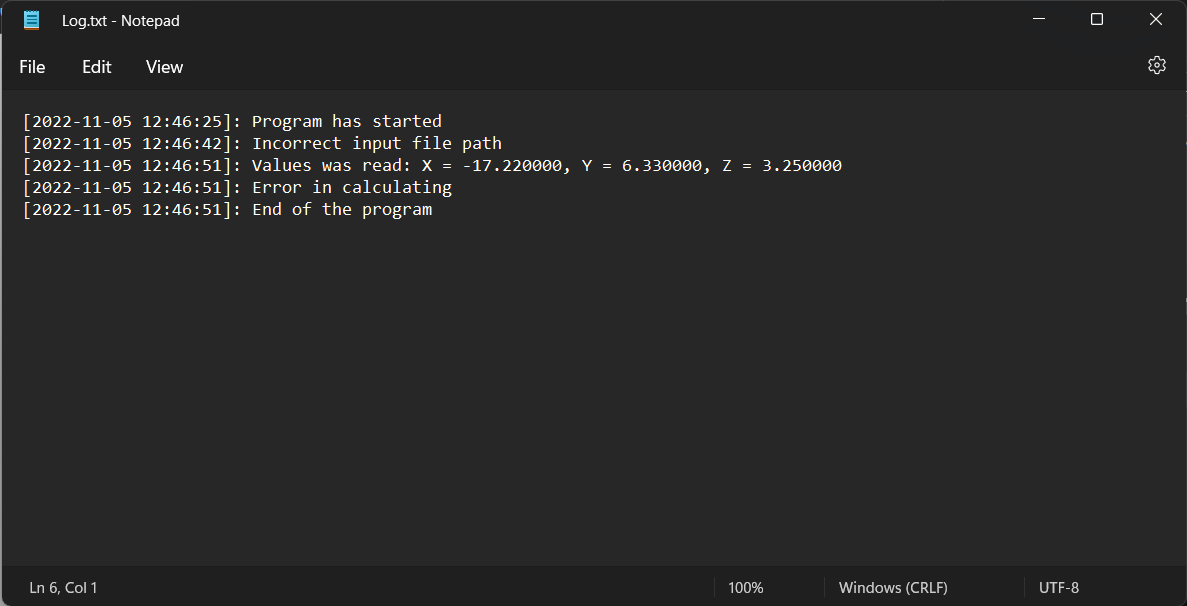 Log.txt - Notepad
File Edit View
[2022-11-05 12:46:25]: Program has started
[2022-11-05 12:46:42]: Incorrect input file path
[2022-11-05 12:46:51]: Values was read: X = -17.220000, Y = 6.330000, Z = 3.250000
[2022-11-05 12:46:51]: Error in calculating
[2022-11-05 12:46:51]: End of the program
Ln 6, Col 1 100% Windows (CRLF) UTF-8